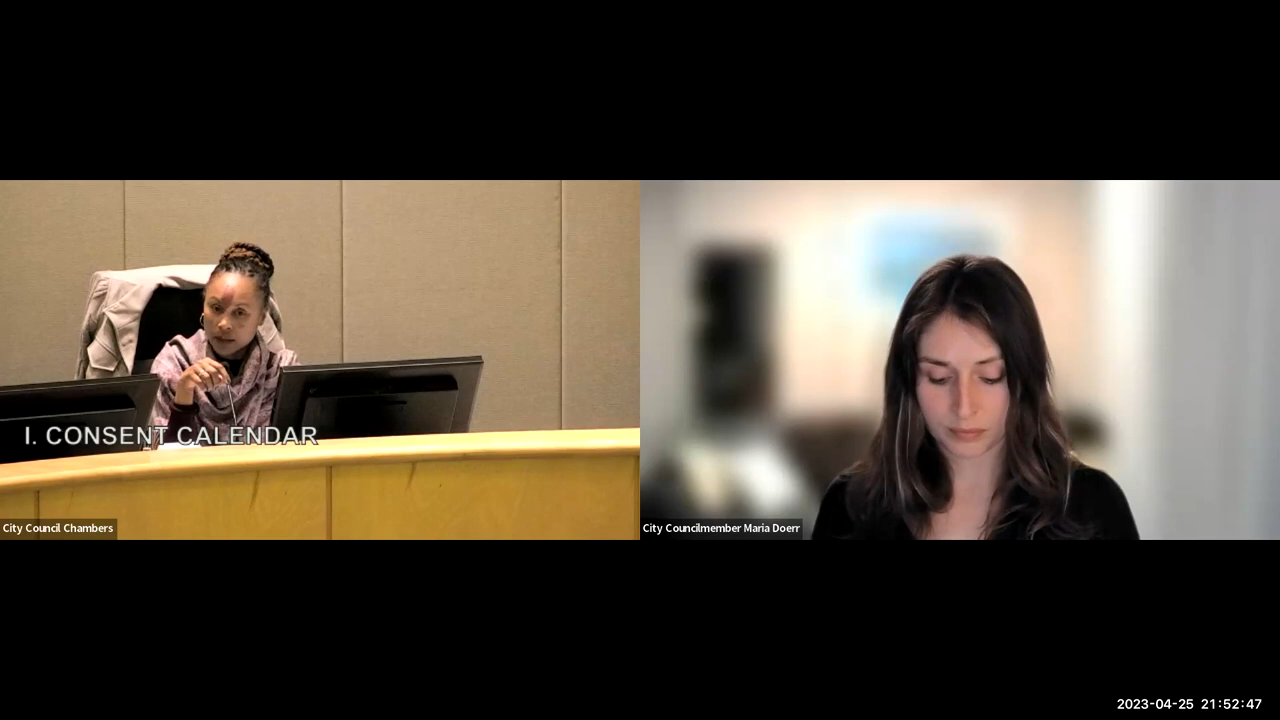 I. CONSENT CALENDAR
City Council Chambers
City Councilmember Maria Doerr
2023-04-25 21:52:47